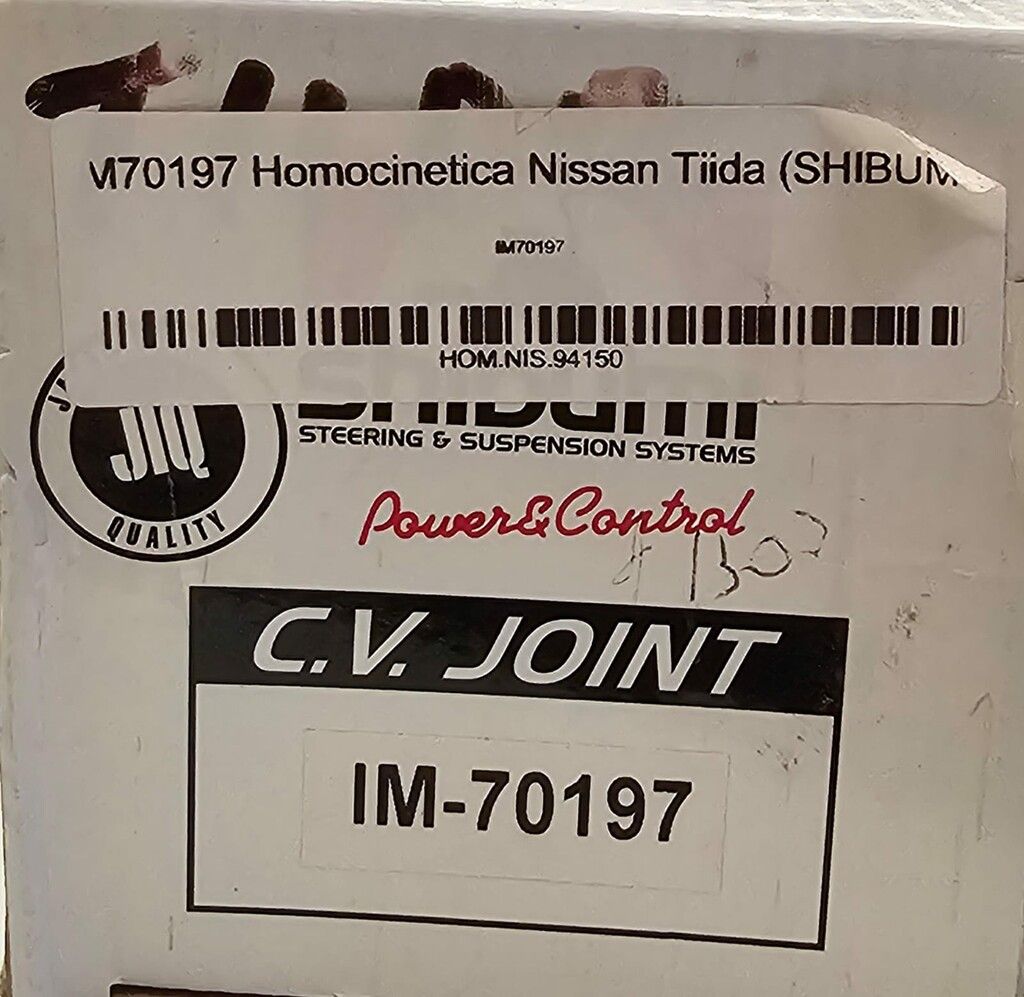 M70197 Homocinetica Nissan Tiida (SHIBUM
IM70197
HOM.NIS.94150
JIQ
QUALITY
Shibumi
STEERING & SUSPENSION SYSTEMS
Power&Control
C.V. JOINT
IM-70197